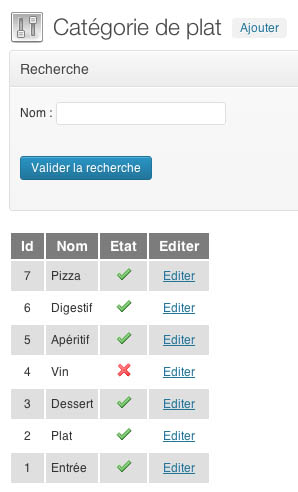 Catégorie de plat Ajouter
Recherche
Nom :
Valider la recherche
Id Nom Etat Editer
7 Pizza Editer
6 Digestif Editer
5 Apéritif Editer
4 Vin Editer
3 Dessert Editer
2 Plat Editer
1 Entrée Editer